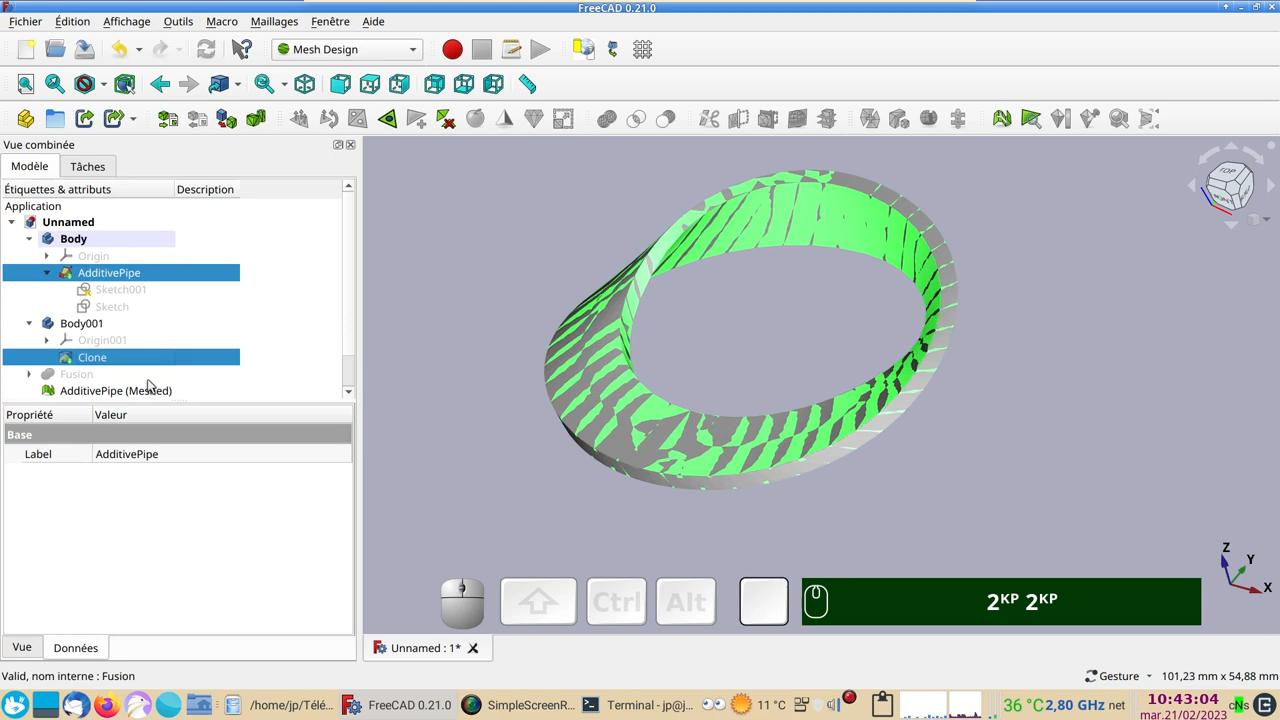 FreeCAD 0.21.0
Fichier Édition Affichage Outils Macro Maillages Fenêtre Aide
Mesh Design
Vue combinée
Modèle Tâches
Étiquettes & attributs Description
Application
Unnamed
Body
Origin
AdditivePipe
Sketch001
Sketch
Body001
Origin001
Clone
Fusion
AdditivePipe (Meshed)
Propriété Valeur
Base
Label AdditivePipe
Vue Données
TOP
Z
Y
X
Ctrl Alt 2KP 2KP
Unnamed : 1*
Valid, nom interne : Fusion
Gesture 101,23 mm x 54,88 mm
/home/jp/Télé... FreeCAD 0.21.0 SimpleScreenR... Terminal - jp@j... 11 °C 36 °C 2,80 GHz net 10:43:04
mar.21/02/2023